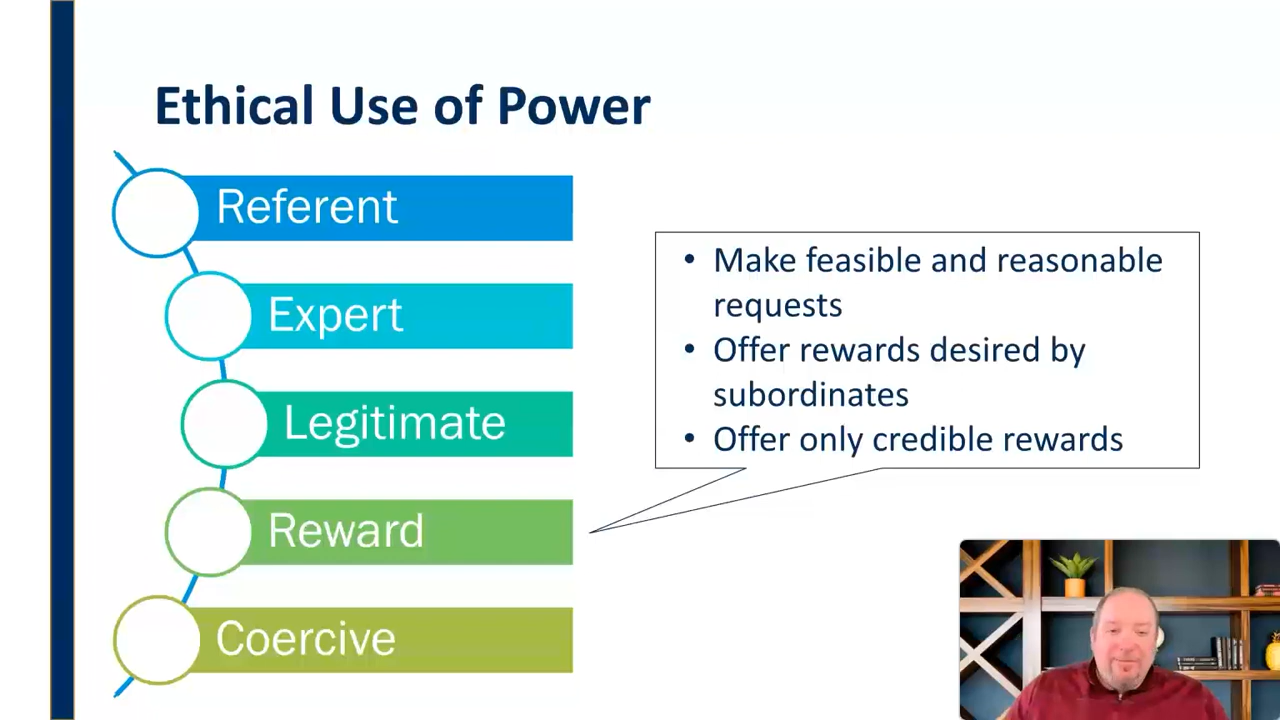 Ethical Use of Power
Referent
Expert
Legitimate
Reward
Coercive
• Make feasible and reasonable
requests
• Offer rewards desired by
subordinates
• Offer only credible rewards